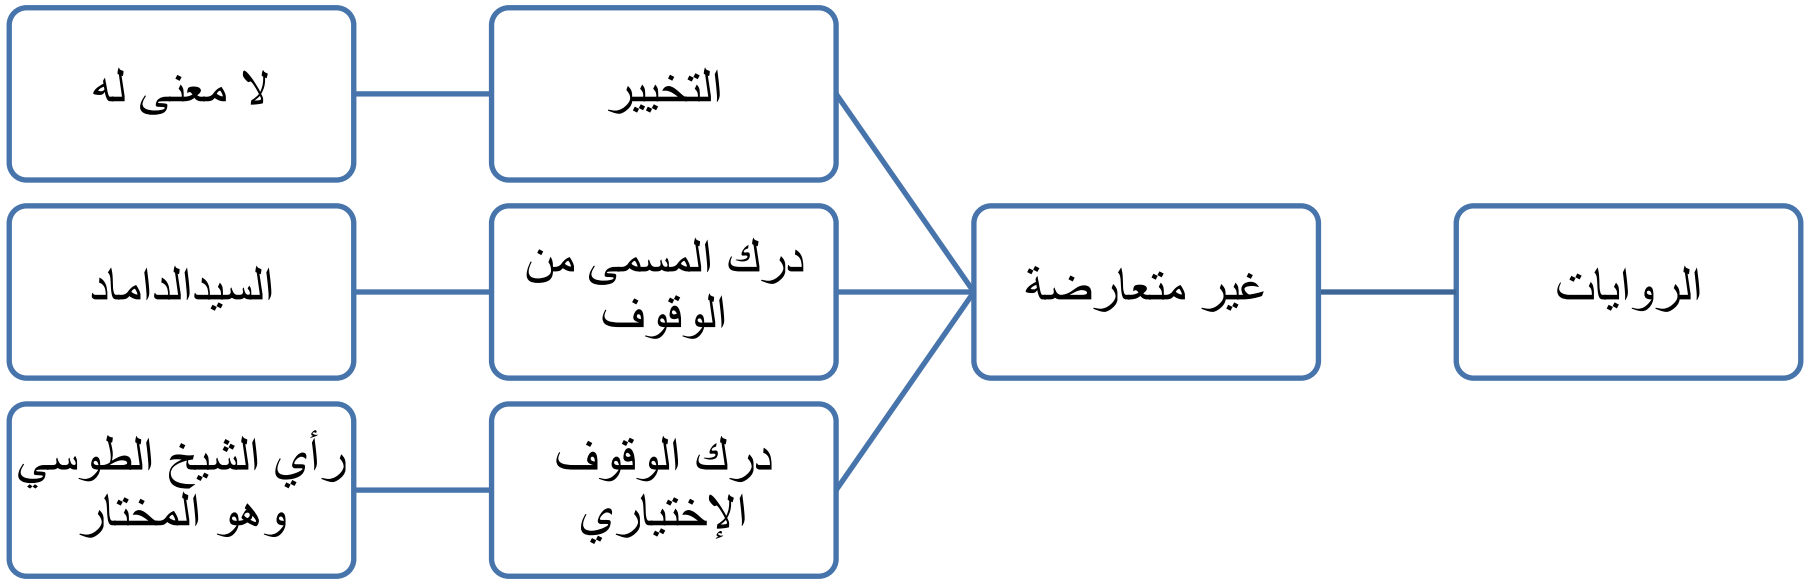 الروايات
غير متعارضة
التخيير
لا معنى له
درك المسمى من
الوقوف
السيدالداماد
درك الوقوف
الإختياري
رأي الشيخ الطوسي
وهو المختار